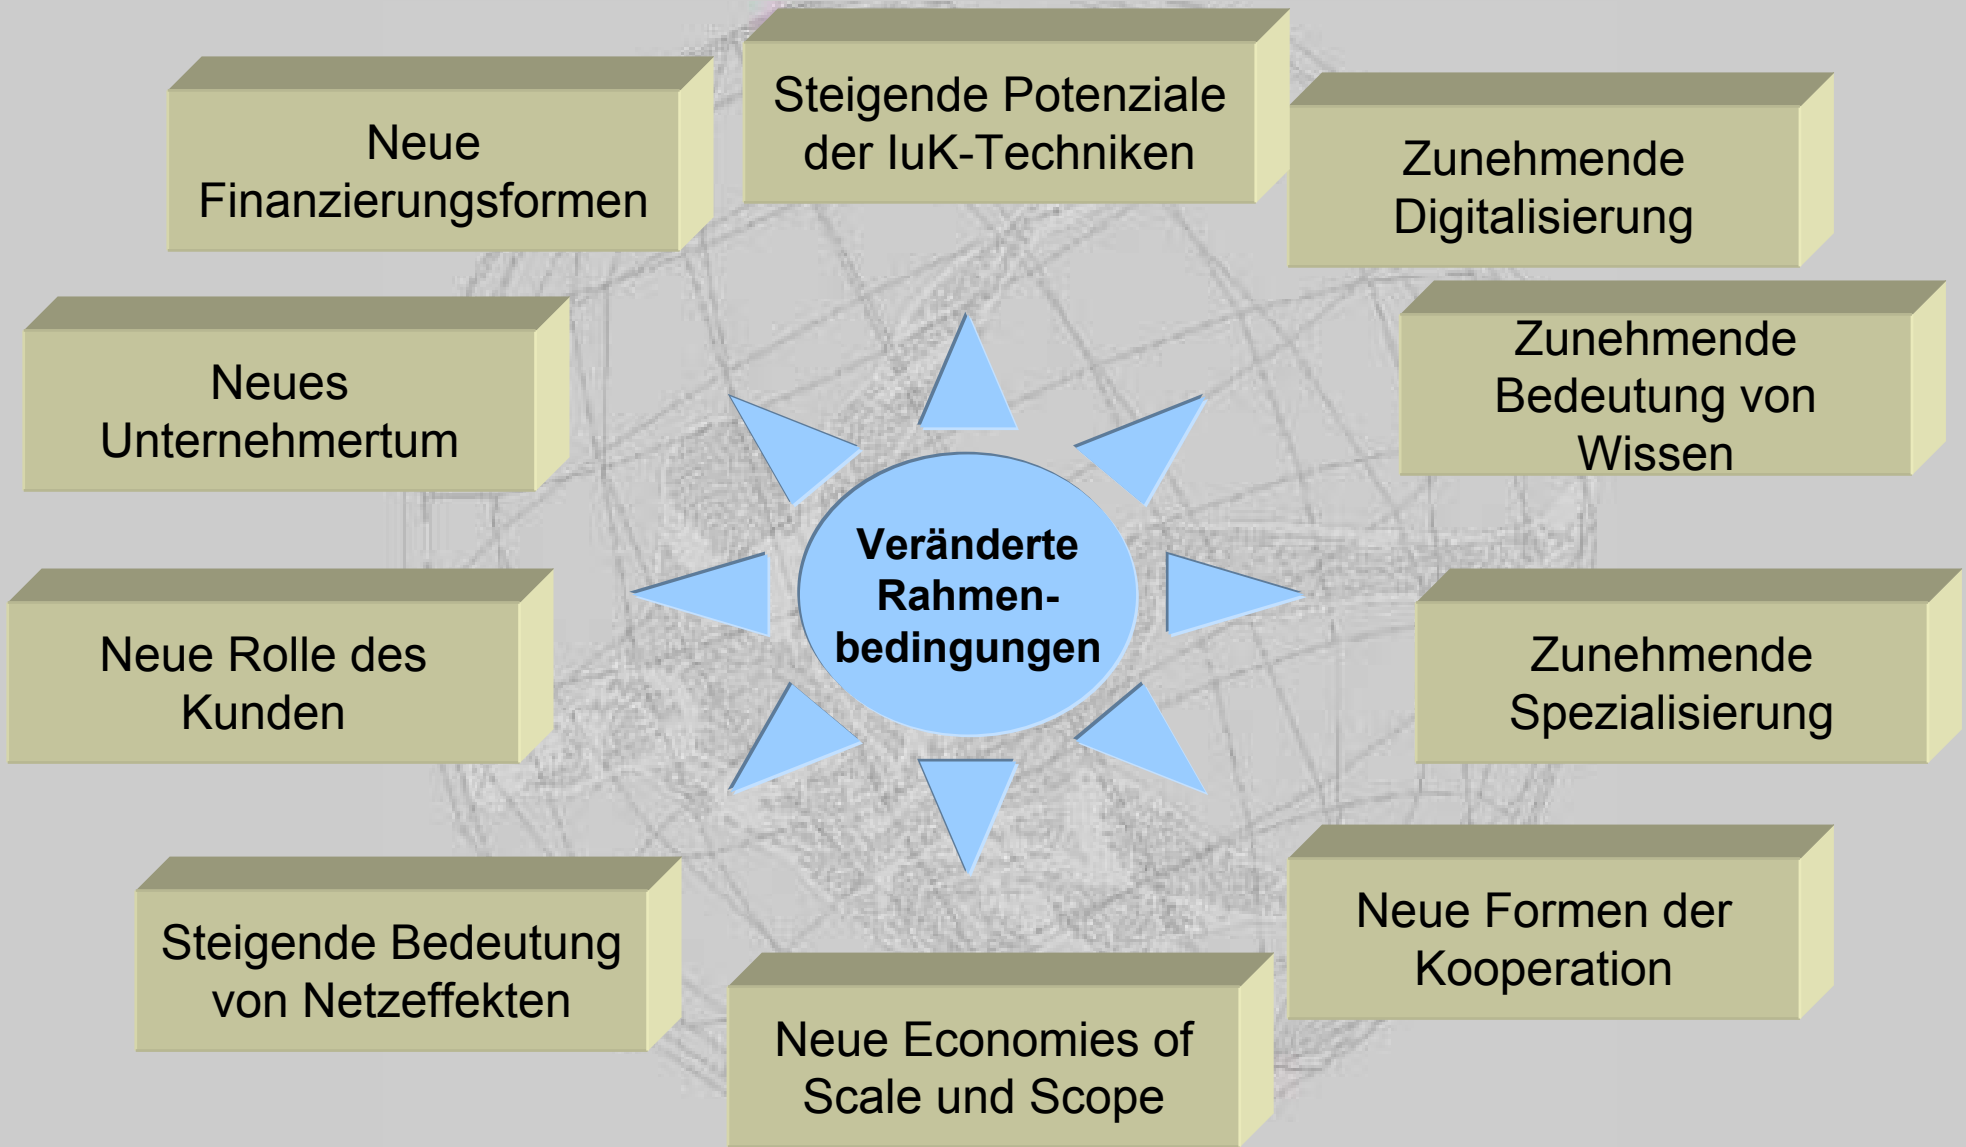 Steigende Potenziale
der IuK-Techniken
Neue
Finanzierungsformen
Zunehmende
Digitalisierung
Neues
Unternehmertum
Zunehmende
Bedeutung von
Wissen
Veränderte
Rahmen-
bedingungen
Neue Rolle des
Kunden
Zunehmende
Spezialisierung
Steigende Bedeutung
von Netzeffekten
Neue Formen der
Kooperation
Neue Economies of
Scale und Scope